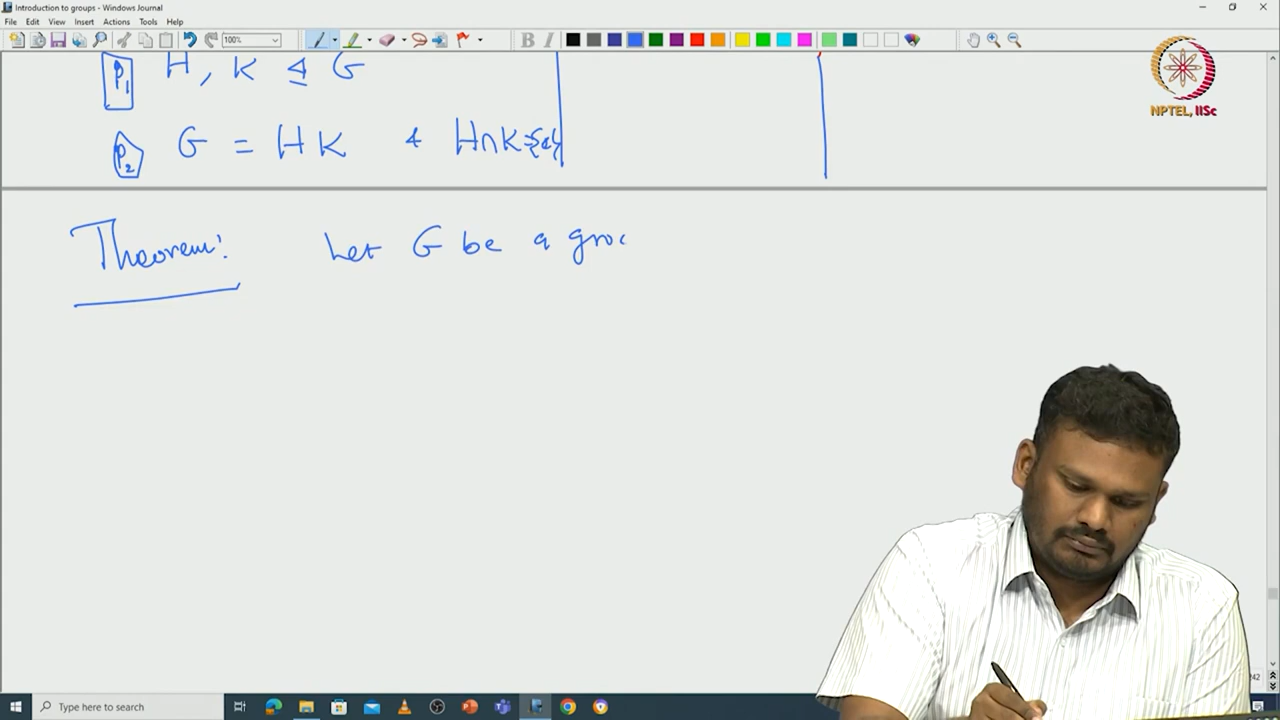 Introduction to groups - Windows Journal
File Edit View Insert Actions Tools Help
100%
B I
NPTEL, IISc
P1 H, K ⊴ G
P2 G = HK & H∩K={e}
Theorem: Let G be a gro
Type here to search